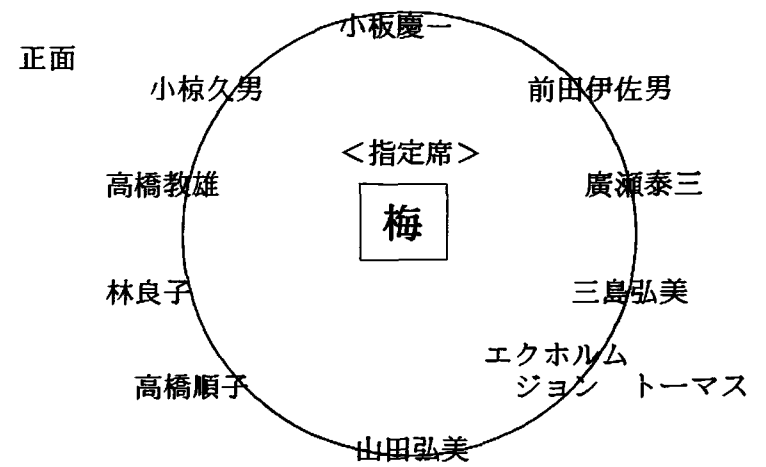 小板慶一
正面
小椋久男
前田伊佐男
＜指定席＞
高橋教雄
廣瀬泰三
梅
林良子
三島弘美
エクホルム
ジョン　トーマス
高橋順子
山田弘美